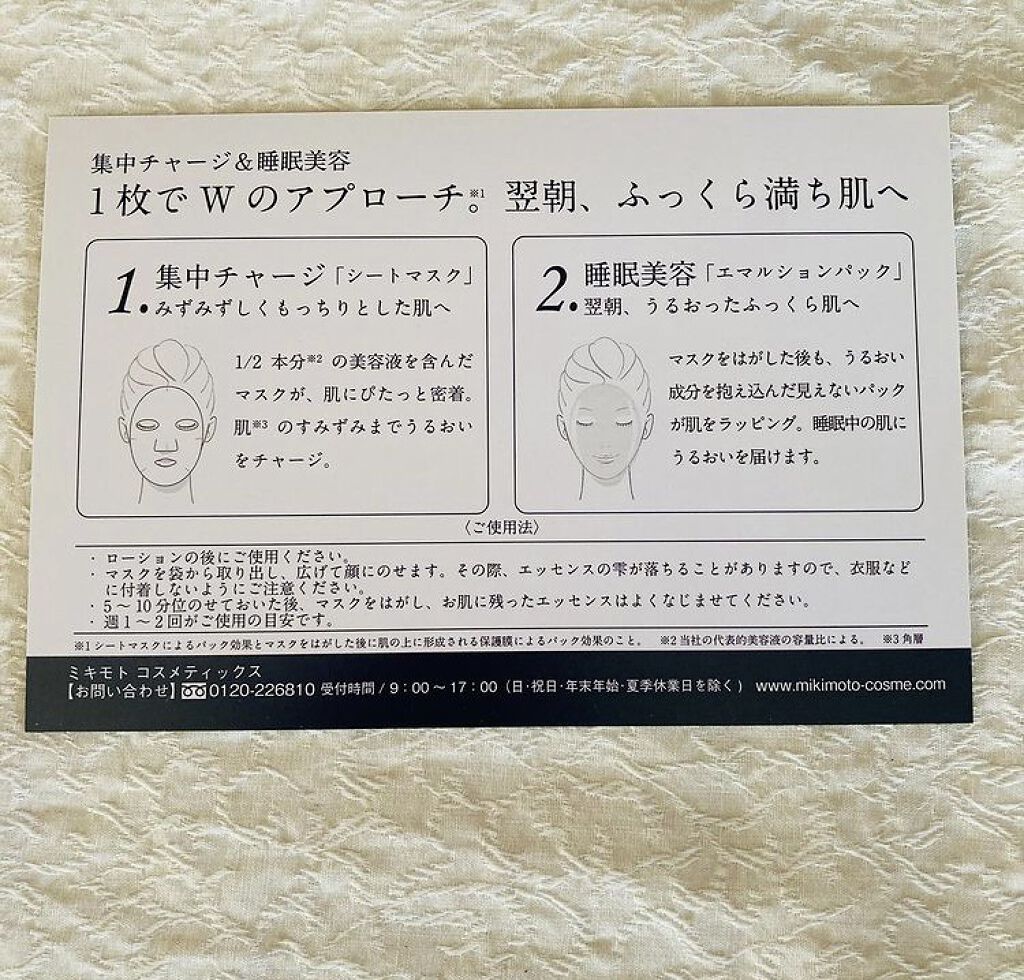 集中チャージ＆睡眠美容
1枚でWのアプローチ※1。翌朝、ふっくら満ち肌へ
1. 集中チャージ「シートマスク」
みずみずしくもっちりとした肌へ
1/2 本分※2 の美容液を含んだ
マスクが、肌にぴたっと密着。
肌※3 のすみずみまでうるおい
をチャージ。
2. 睡眠美容「エマルションパック」
翌朝、うるおったふっくら肌へ
マスクをはがした後も、うるおい
成分を抱え込んだ見えないパック
が肌をラッピング。睡眠中の肌に
うるおいを届けます。
〈ご使用法〉
・ローションの後にご使用ください。
・マスクを袋から取り出し、広げて顔にのせます。その際、エッセンスの雫が落ちることがありますので、衣服など
に付着しないようにご注意ください。
・5〜10分位のせておいた後、マスクをはがし、お肌に残ったエッセンスはよくなじませてください。
・週1〜2回がご使用の目安です。
※1 シートマスクによるパック効果とマスクをはがした後に肌の上に形成される保護膜によるパック効果のこと。 ※2 当社の代表的美容液の容量比による。 ※3 角層
ミキモト コスメティックス
【お問い合わせ】0120-226810 受付時間 / 9：00〜17：00（日・祝日・年末年始・夏季休業日を除く） www.mikimoto-cosme.com